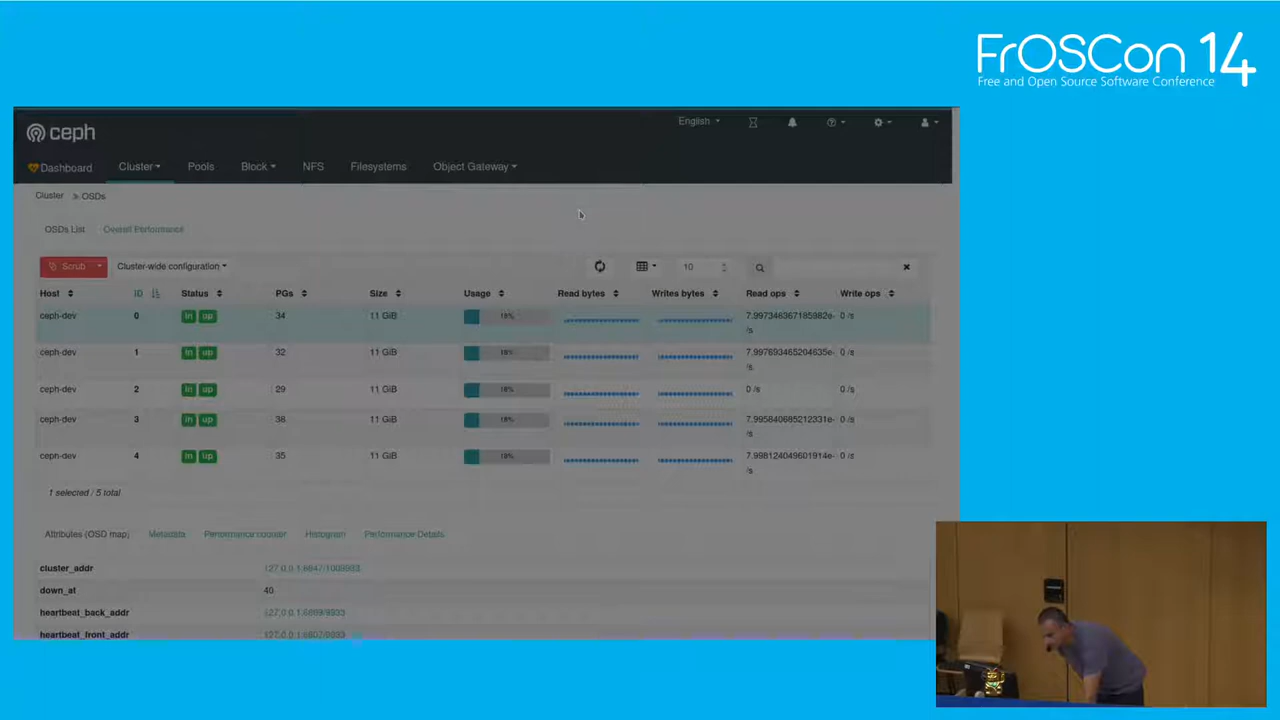 FrOSCon 14
Free and Open Source Software Conference
ceph
English
Dashboard Cluster Pools Block NFS Filesystems Object Gateway
Cluster » OSDs
OSDs List Overall Performance
Scrub Cluster-wide configuration 10
Host ID Status PGs Size Usage Read bytes Writes bytes Read ops Write ops
ceph-dev 0 in up 34 11 GiB 18% 0 /s
/s
ceph-dev 1 in up 32 11 GiB 18% 0 /s
/s
ceph-dev 2 in up 29 11 GiB 18% 0 /s 0 /s
ceph-dev 3 in up 38 11 GiB 18% 7.995840685212331e- 0 /s
/s
ceph-dev 4 in up 35 11 GiB 18% 7.998124049601914e- 0 /s
/s
1 selected / 5 total
Attributes (OSD map) Metadata Performance counter Histogram Performance Details
cluster_addr
down_at 40
heartbeat_back_addr
heartbeat_front_addr